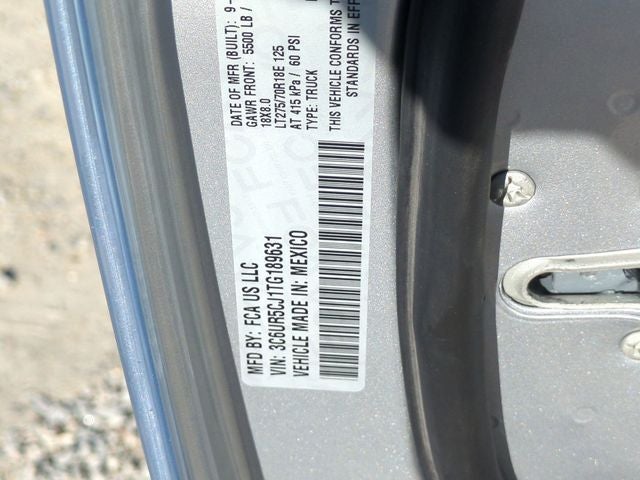 MFD BY: FCA US LLC
VIN: 3C6UR5CJ1TG189631
VEHICLE MADE IN: MEXICO
DATE OF MFR (BUILT): 9-
GAWR FRONT: 5500 LB /
18X8.0
LT275/70R18E 125
AT 415 kPa / 60 PSI
TYPE: TRUCK
THIS VEHICLE CONFORMS
STANDARDS IN EFF